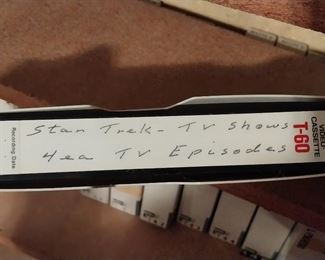 Recording Date
Stan Trek - TV Shows
4ea TV Episodes
VIDEO
CASSETTE
T-60